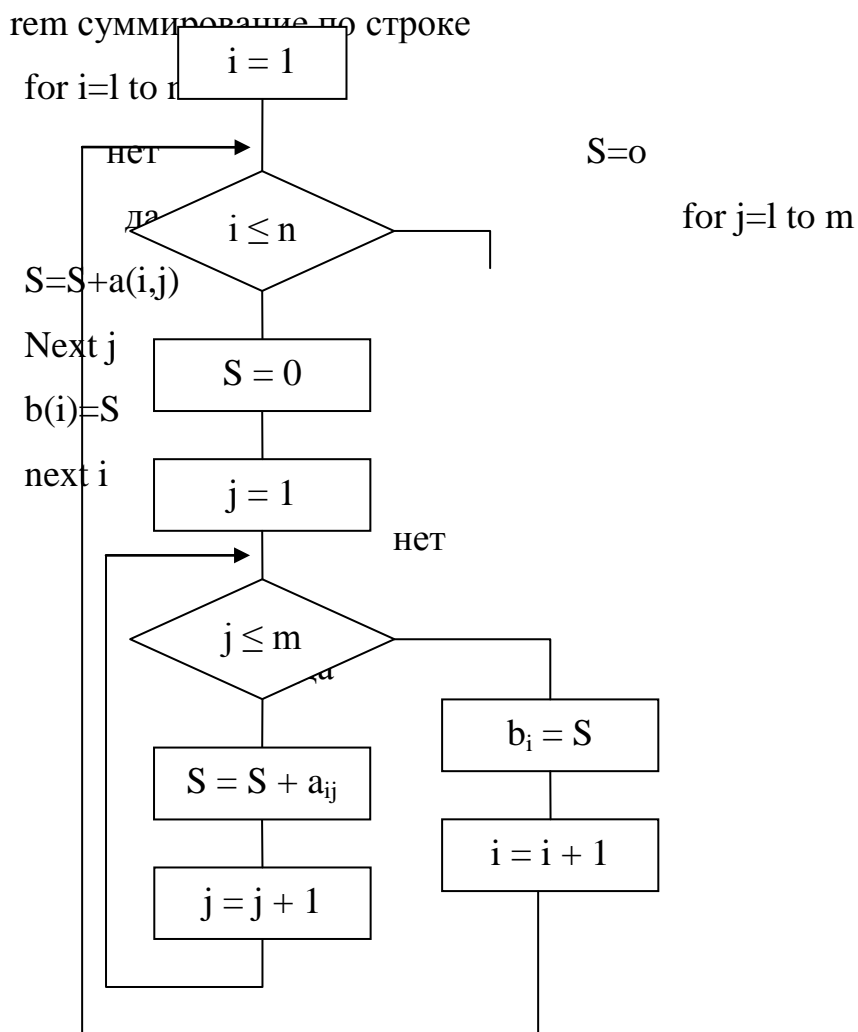 rem суммирование по строке
i = 1
for i=l to
нет
S=o
да
for j=l to m
i ≤ n
S=S+a(i,j)
Next j
S = 0
b(i)=S
next i
j = 1
нет
j ≤ m
b_i = S
S = S + a_ij
i = i + 1
j = j + 1